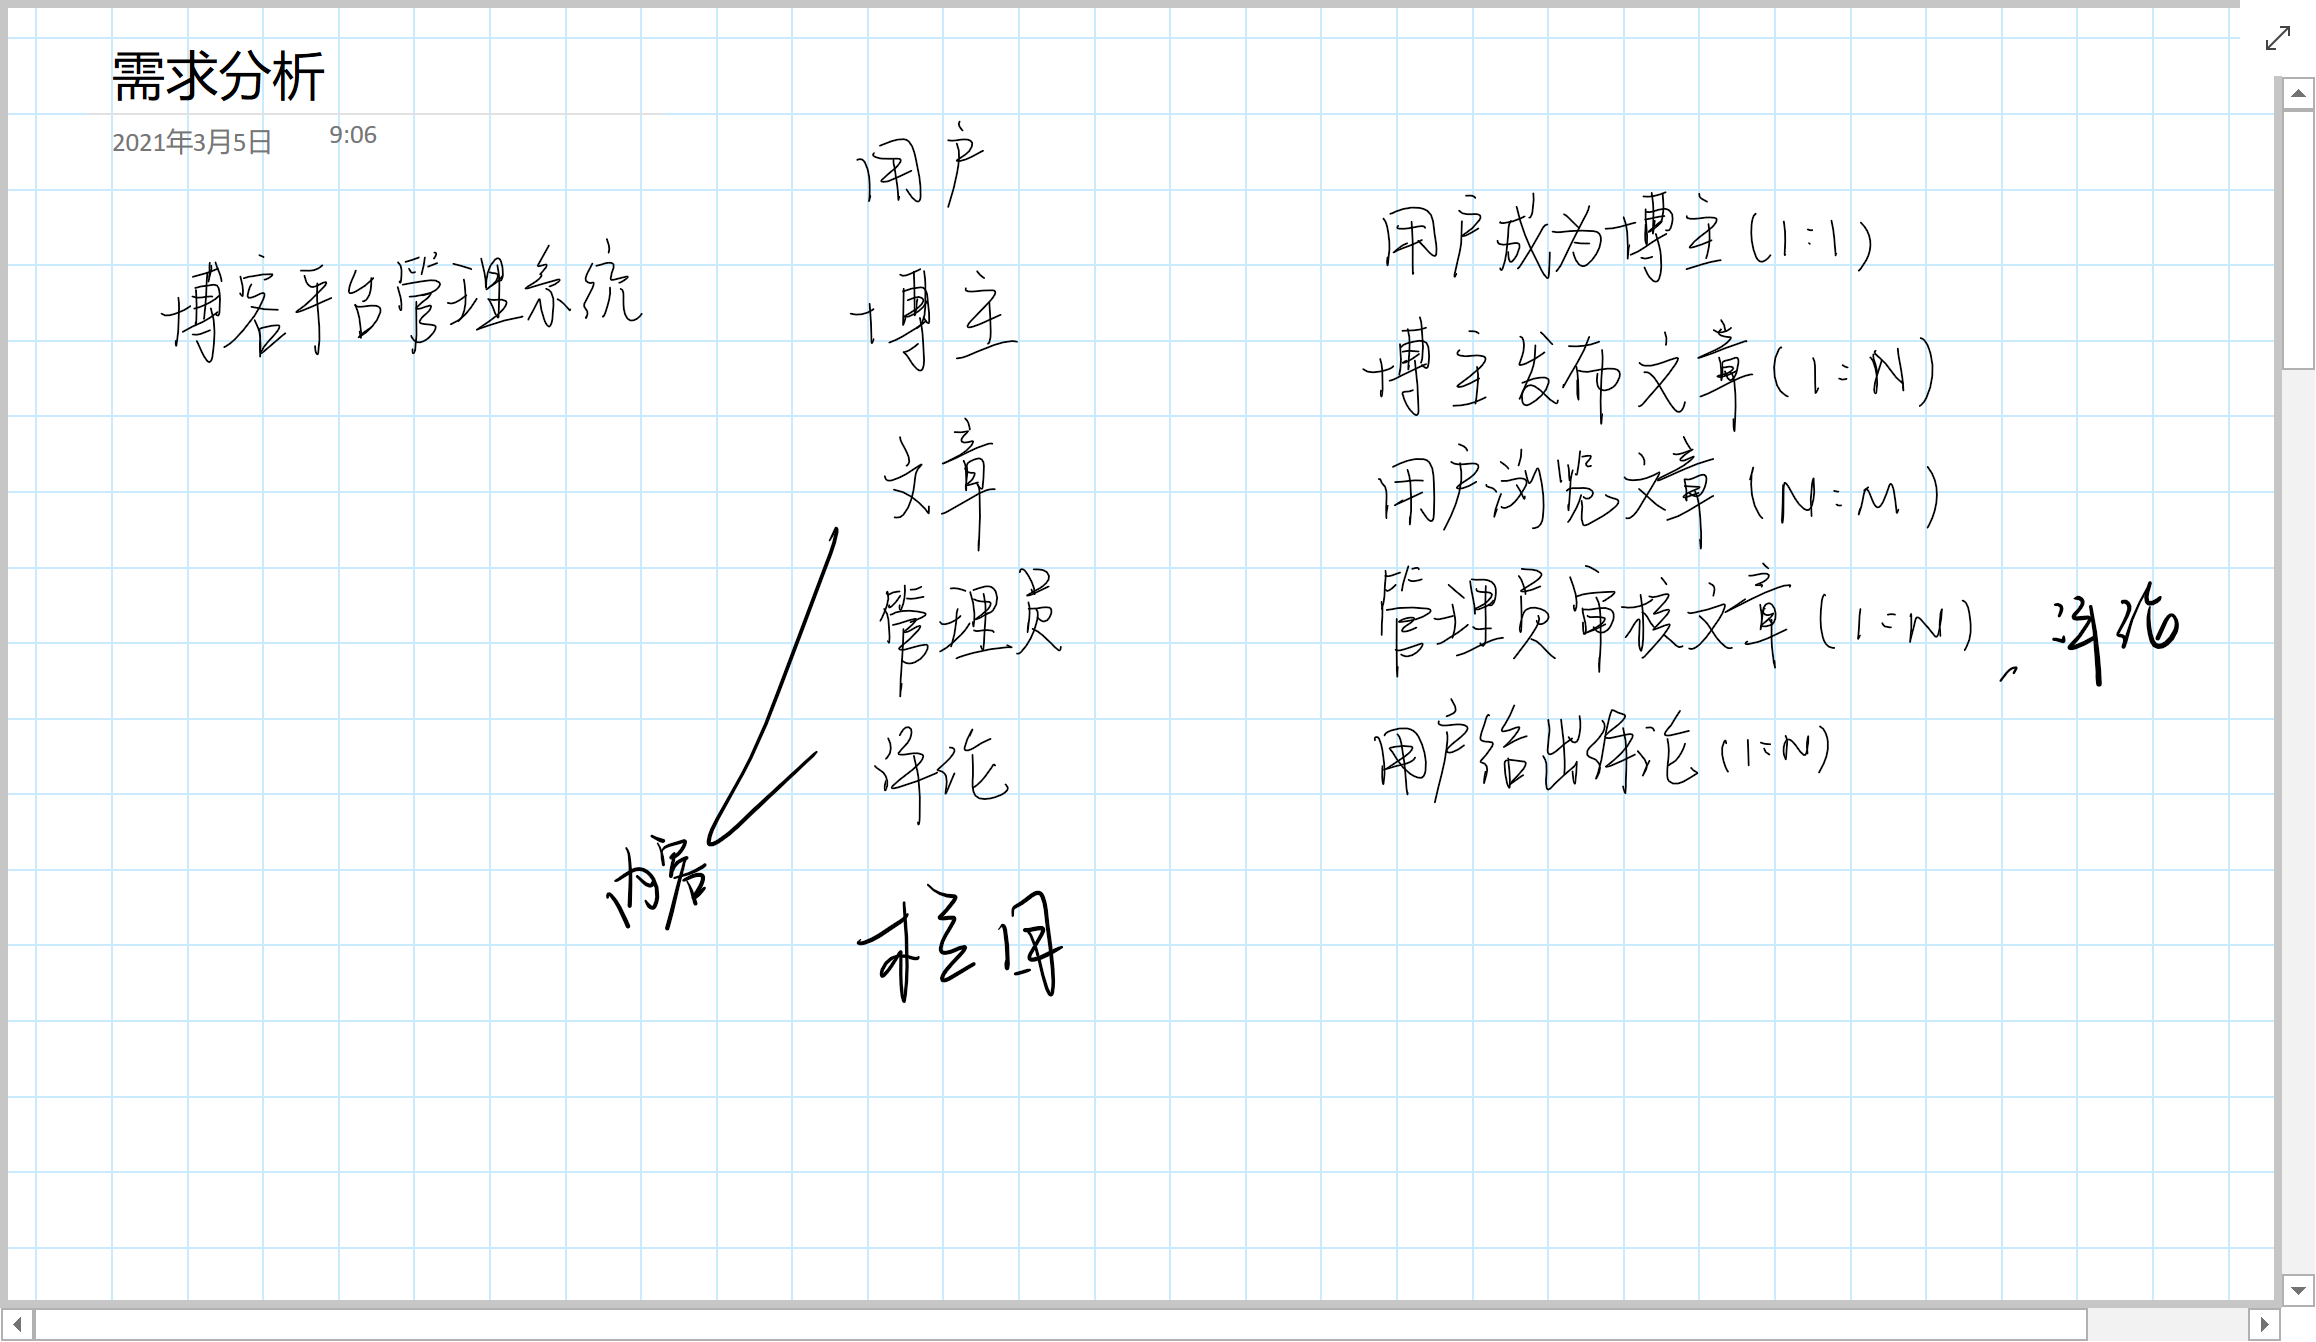 需求分析
2021年3月5日 9:06
博客平台管理系统
用户
博主
文章
管理员
评论
内容
栏目
用户成为博主(1:1)
博主发布文章(1:N)
用户浏览文章(N:M)
管理员审核文章(1:N)、评论
用户给出评论(1:N)